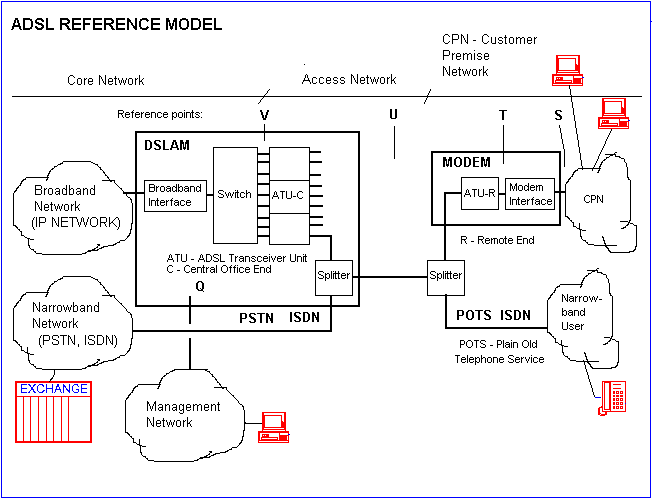 ADSL REFERENCE MODEL
CPN - Customer
Premise
Network
Core Network
Access Network
Reference points:
V
U
T
S
DSLAM
MODEM
Broadband
Network
(IP NETWORK)
Broadband
Interface
Switch
ATU-C
ATU-R
Modem
Interface
CPN
ATU - ADSL Transceiver Unit
C - Central Office End
R - Remote End
Q
Splitter
Splitter
Narrowband
Network
(PSTN, ISDN)
PSTN
ISDN
POTS
ISDN
Narrow-
band
User
POTS - Plain Old
Telephone Service
EXCHANGE
Management
Network